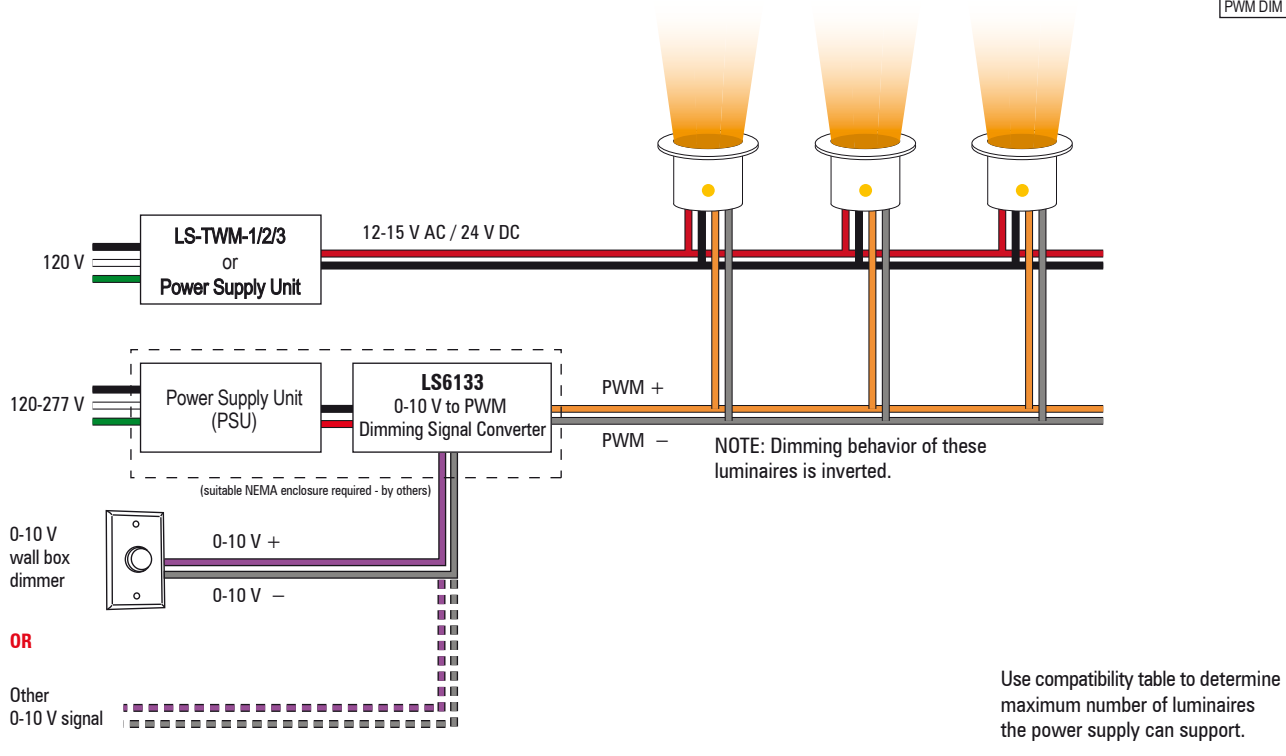 PWM DIM
LS-TWM-1/2/3
or
Power Supply Unit
12-15 V AC / 24 V DC
120 V
120-277 V
Power Supply Unit
(PSU)
LS6133
0-10 V to PWM
Dimming Signal Converter
PWM +
PWM −
NOTE: Dimming behavior of these
luminaires is inverted.
(suitable NEMA enclosure required - by others)
0-10 V
wall box
dimmer
0-10 V +
0-10 V −
OR
Other
0-10 V signal
Use compatibility table to determine
maximum number of luminaires
the power supply can support.